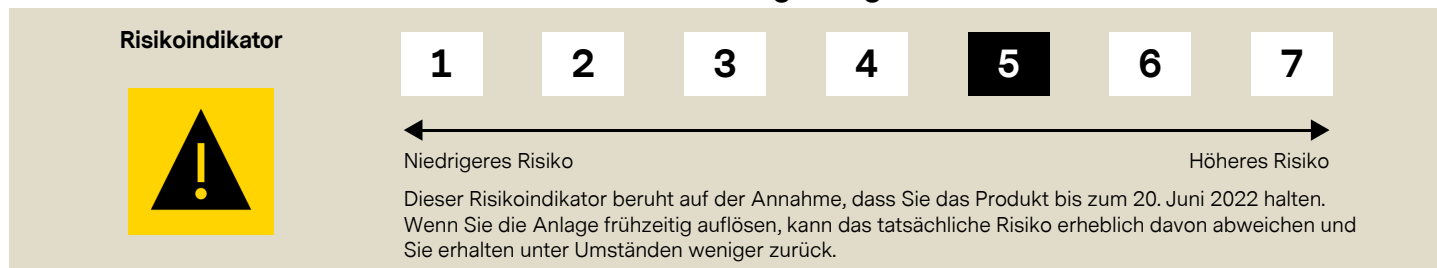 Risikoindikator
1 2 3 4 5 6 7
Niedrigeres Risiko Höheres Risiko
Dieser Risikoindikator beruht auf der Annahme, dass Sie das Produkt bis zum 20. Juni 2022 halten.
Wenn Sie die Anlage frühzeitig auflösen, kann das tatsächliche Risiko erheblich davon abweichen und
Sie erhalten unter Umständen weniger zurück.